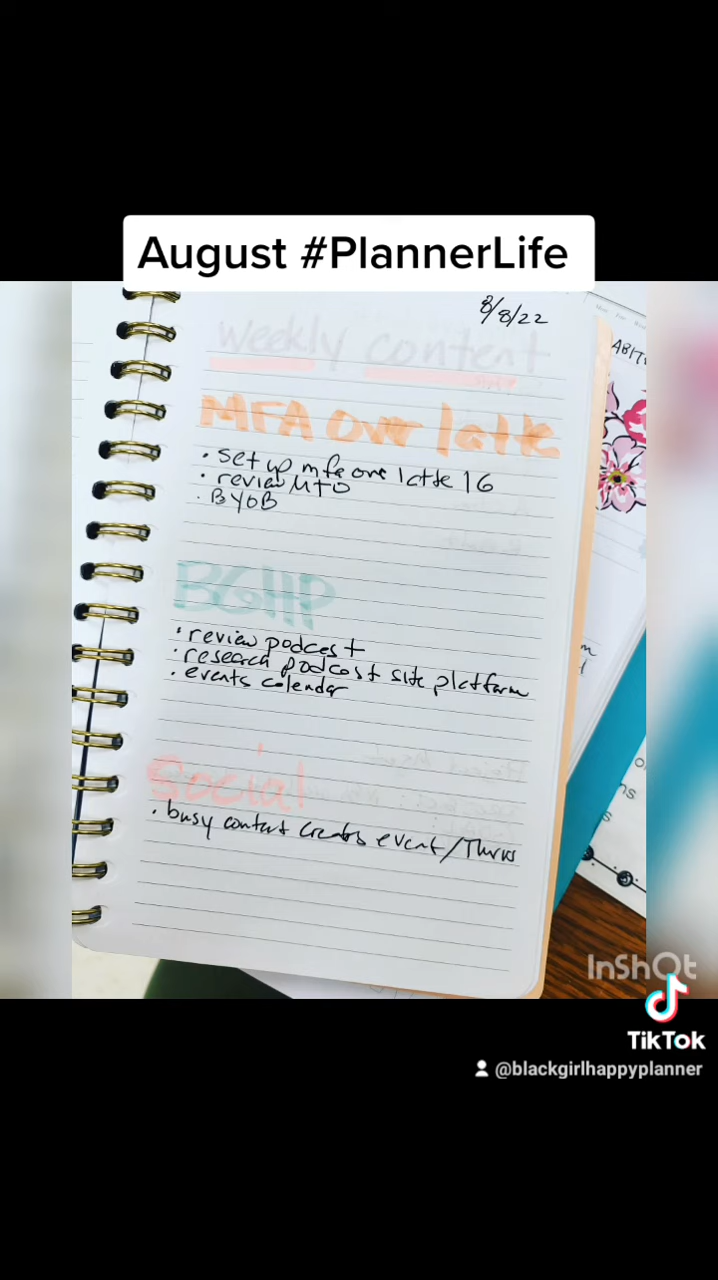 August #PlannerLife
8/8/22
weekly content
MFA Over latte
• set up mfa over latte 16
• review MTO
• BYOB
BGHP
• review podcast
• research podcast site platform
• events calendar
Social
• busy content creators event/Thurs
InShOt
TikTok
@blackgirlhappyplanner